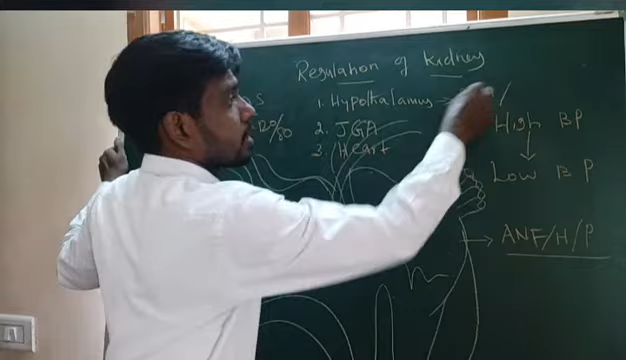 Regulation of Kidney
S
120/80
1. Hypothalamus →
2. JGA
3. Heart
High BP
↓
Low BP
→ ANF/H/P